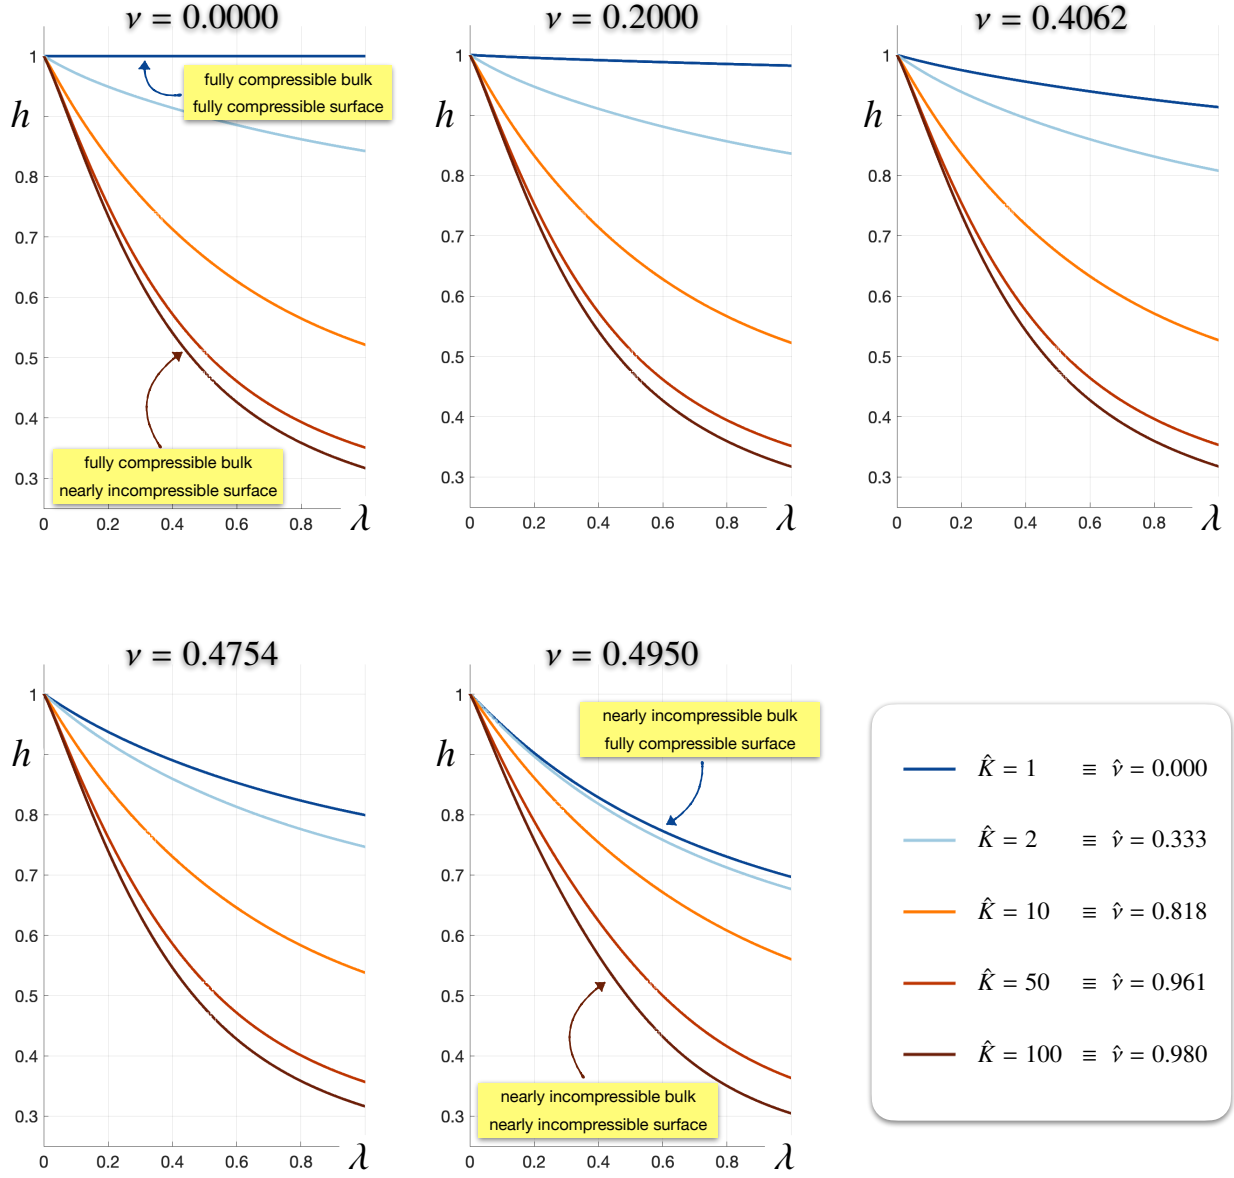 ν = 0.0000
1
h
0.8
0.7
0.6
0.5
0.4
0.3
0
0.2
0.4
0.6
0.8
λ
fully compressible bulk
fully compressible surface
fully compressible bulk
nearly incompressible surface
ν = 0.2000
1
h
0.8
0.7
0.6
0.5
0.4
0.3
0
0.2
0.4
0.6
0.8
λ
ν = 0.4062
1
h
0.8
0.7
0.6
0.5
0.4
0.3
0
0.2
0.4
0.6
0.8
λ
ν = 0.4754
1
h
0.8
0.7
0.6
0.5
0.4
0.3
0
0.2
0.4
0.6
0.8
λ
ν = 0.4950
1
h
0.8
0.7
0.6
0.5
0.4
0.3
0
0.2
0.4
0.6
0.8
λ
nearly incompressible bulk
fully compressible surface
nearly incompressible bulk
nearly incompressible surface
K̂ = 1 ≡ ν̂ = 0.000
K̂ = 2 ≡ ν̂ = 0.333
K̂ = 10 ≡ ν̂ = 0.818
K̂ = 50 ≡ ν̂ = 0.961
K̂ = 100 ≡ ν̂ = 0.980